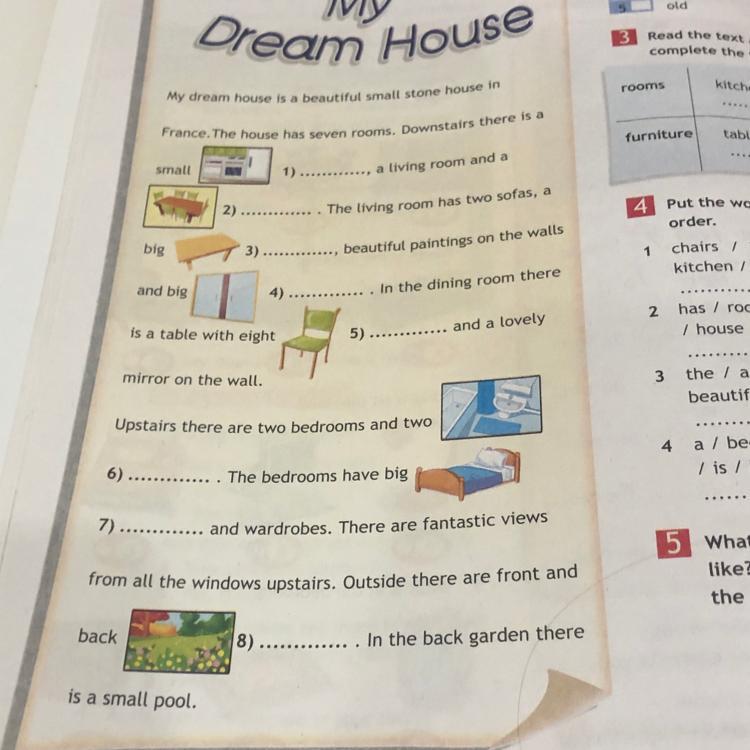 My
Dream House
My dream house is a beautiful small stone house in
France. The house has seven rooms. Downstairs there is a
small 1) ............, a living room and a
2) ............. . The living room has two sofas, a
big 3) ............, beautiful paintings on the walls
and big 4) ............. . In the dining room there
is a table with eight 5) ............. and a lovely
mirror on the wall.
Upstairs there are two bedrooms and two
6) ............. . The bedrooms have big
7) ............. and wardrobes. There are fantastic views
from all the windows upstairs. Outside there are front and
back 8) ............. . In the back garden there
is a small pool.
5 old
3 Read the text
complete the
rooms kitch
.....
furniture tabl
....
4 Put the wo
order.
1 chairs /
kitchen /
............
2 has / roo
/ house
............
3 the / a
beautif
........
4 a / be
/ is /
......
5 What
like?
the